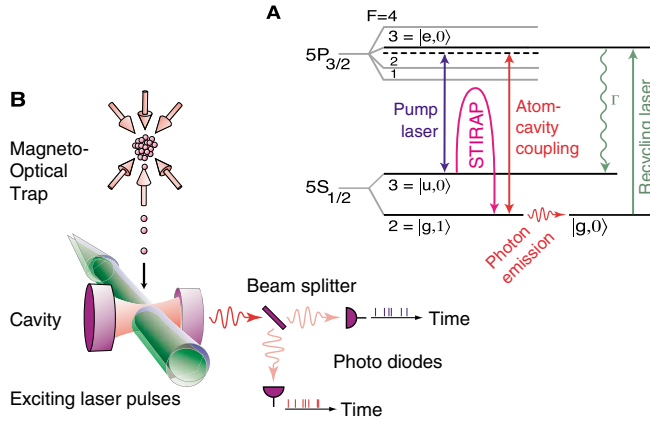 A
F=4
3 = |e,0⟩
5P3/2
2
1
Pump
laser
STIRAP
Atom-
cavity
coupling
Γ
Recycling laser
5S1/2
3 = |u,0⟩
2 = |g,1⟩
Photon
emission
|g,0⟩
B
Magneto-
Optical
Trap
Cavity
Exciting laser pulses
Beam splitter
Time
Photo diodes
Time